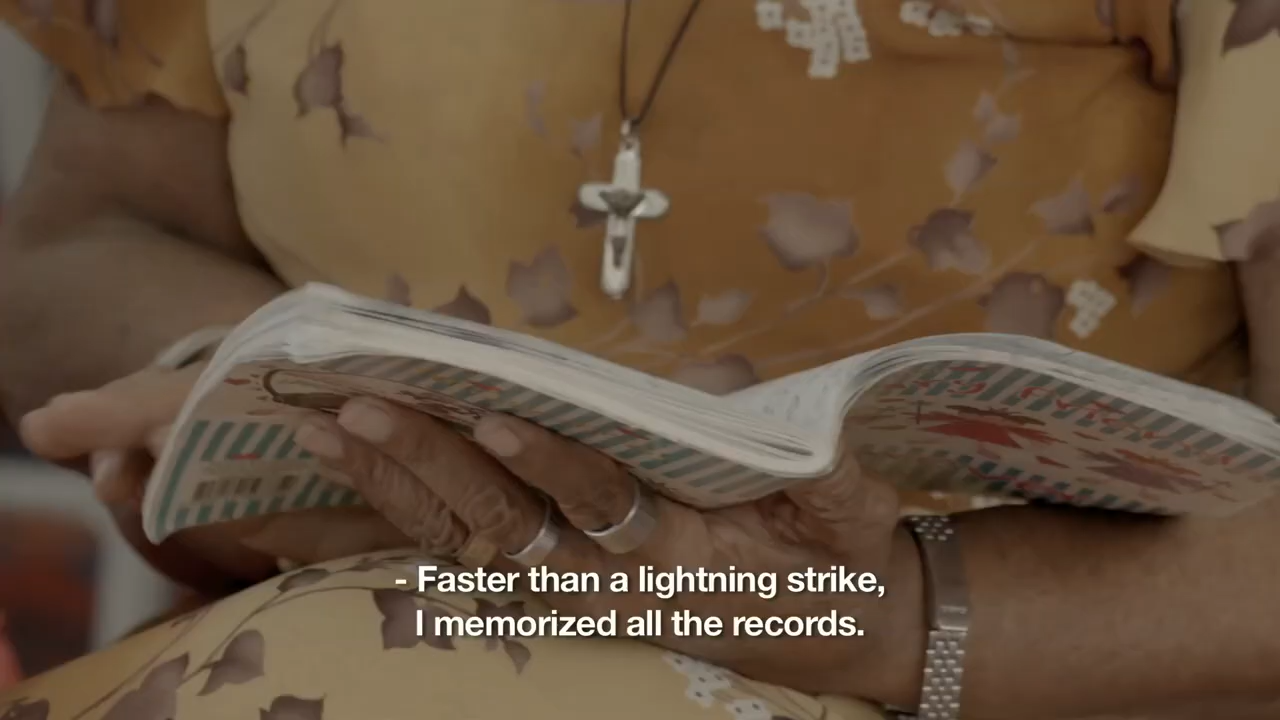 - Faster than a lightning strike,
I memorized all the records.